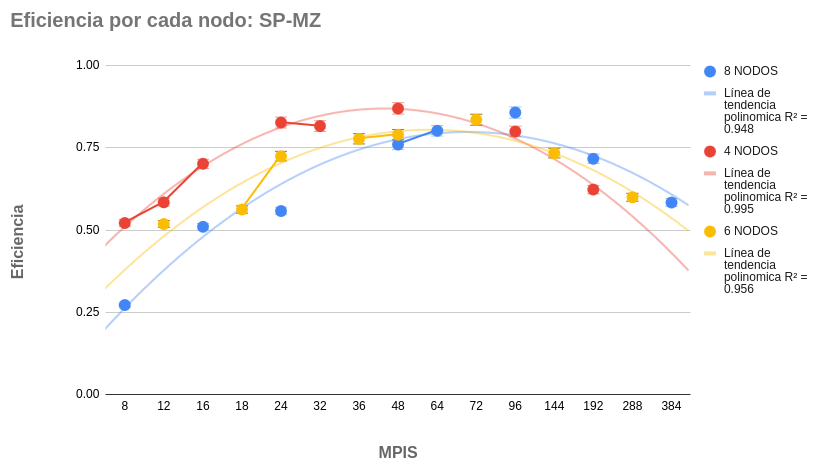 Eficiencia por cada nodo: SP-MZ
1.00
0.75
0.50
0.25
0.00
Eficiencia
8
12
16
18
24
32
36
48
64
72
96
144
192
288
384
MPIS
8 NODOS
Línea de
tendencia
polinomica R² =
0.948
4 NODOS
Línea de
tendencia
polinomica R² =
0.995
6 NODOS
Línea de
tendencia
polinomica R² =
0.956